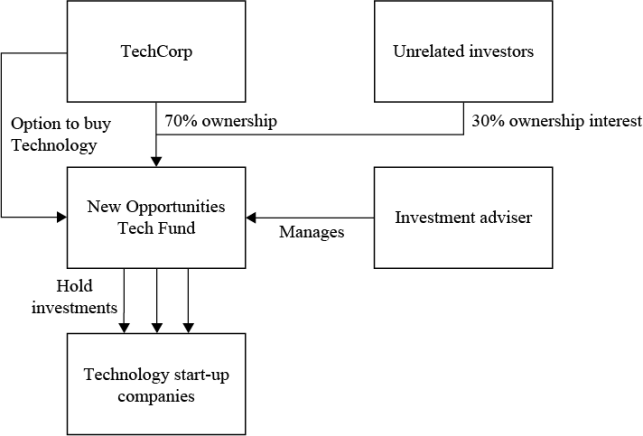 TechCorp
Unrelated investors
Option to buy
Technology
70% ownership
30% ownership interest
New Opportunities
Tech Fund
Manages
Investment adviser
Hold
investments
Technology start-up
companies